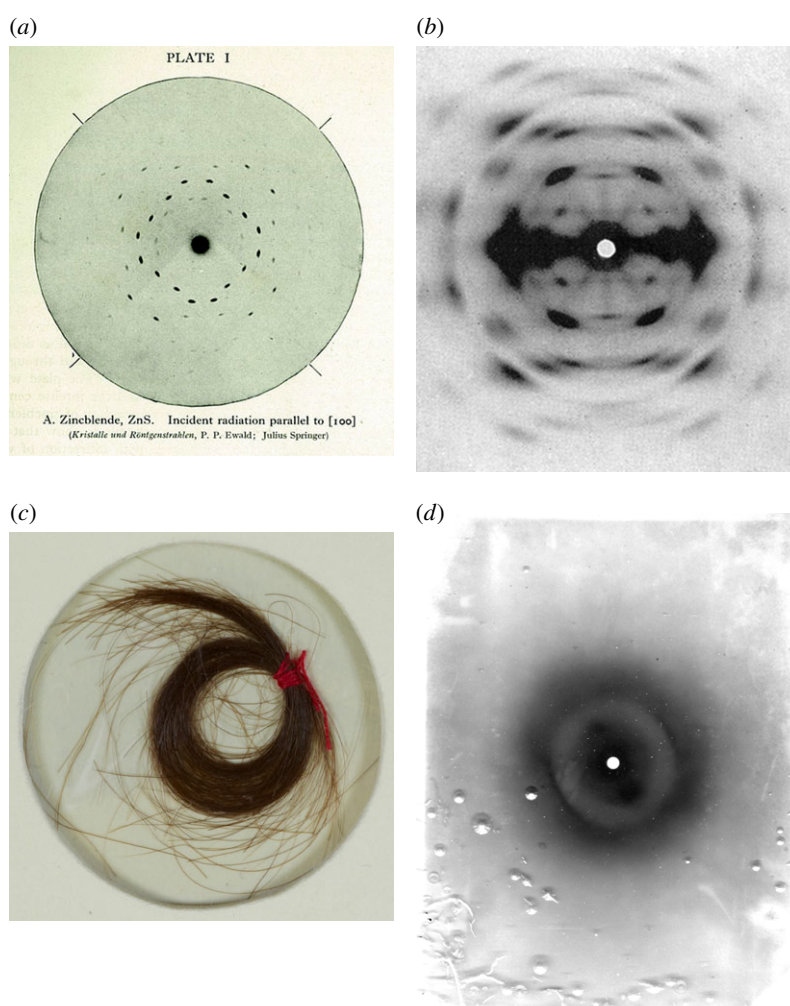 (a)
PLATE I
A. Zincblende, ZnS. Incident radiation parallel to [100]
(Kristalle und Röntgenstrahlen, P. P. Ewald; Julius Springer)
(b)
(c)
(d)